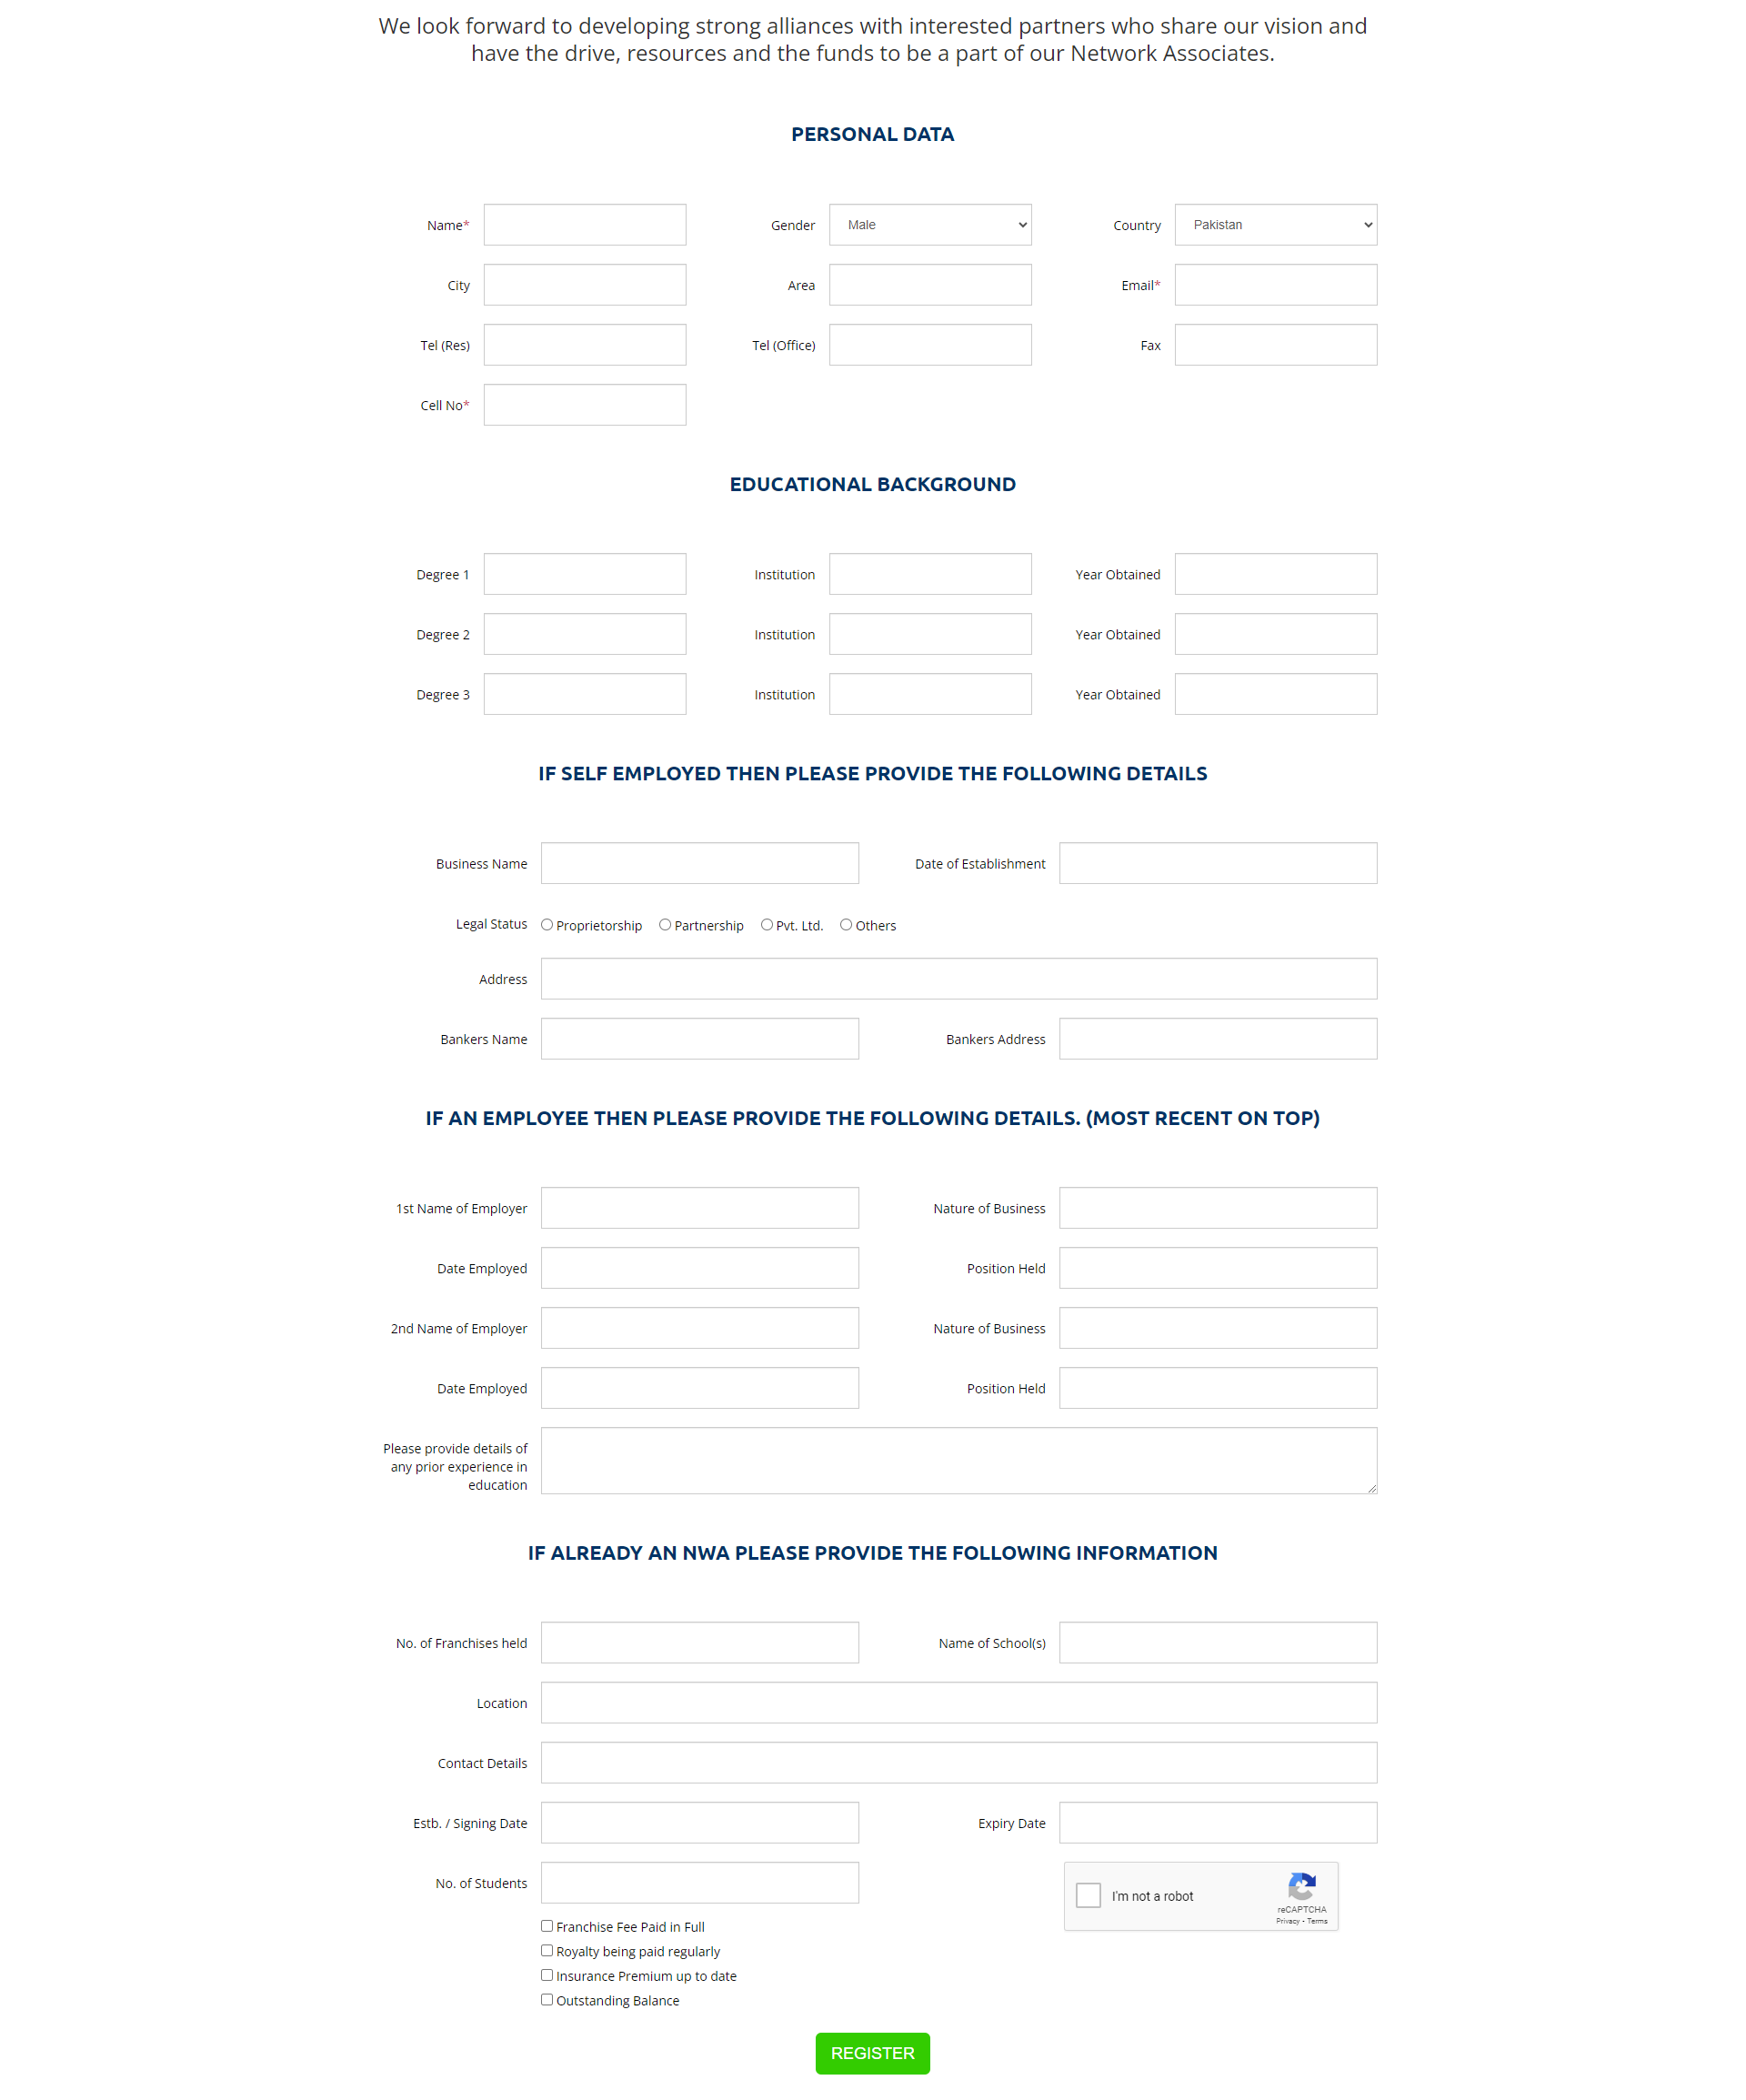 We look forward to developing strong alliances with interested partners who share our vision and
have the drive, resources and the funds to be a part of our Network Associates.
PERSONAL DATA
Name* Gender Male Country Pakistan
City Area Email*
Tel (Res) Tel (Office) Fax
Cell No*
EDUCATIONAL BACKGROUND
Degree 1 Institution Year Obtained
Degree 2 Institution Year Obtained
Degree 3 Institution Year Obtained
IF SELF EMPLOYED THEN PLEASE PROVIDE THE FOLLOWING DETAILS
Business Name Date of Establishment
Legal Status Proprietorship Partnership Pvt. Ltd. Others
Address
Bankers Name Bankers Address
IF AN EMPLOYEE THEN PLEASE PROVIDE THE FOLLOWING DETAILS. (MOST RECENT ON TOP)
1st Name of Employer Nature of Business
Date Employed Position Held
2nd Name of Employer Nature of Business
Date Employed Position Held
Please provide details of
any prior experience in
education
IF ALREADY AN NWA PLEASE PROVIDE THE FOLLOWING INFORMATION
No. of Franchises held Name of School(s)
Location
Contact Details
Estb. / Signing Date Expiry Date
No. of Students
I'm not a robot
reCAPTCHA
Privacy - Terms
Franchise Fee Paid in Full
Royalty being paid regularly
Insurance Premium up to date
Outstanding Balance
REGISTER